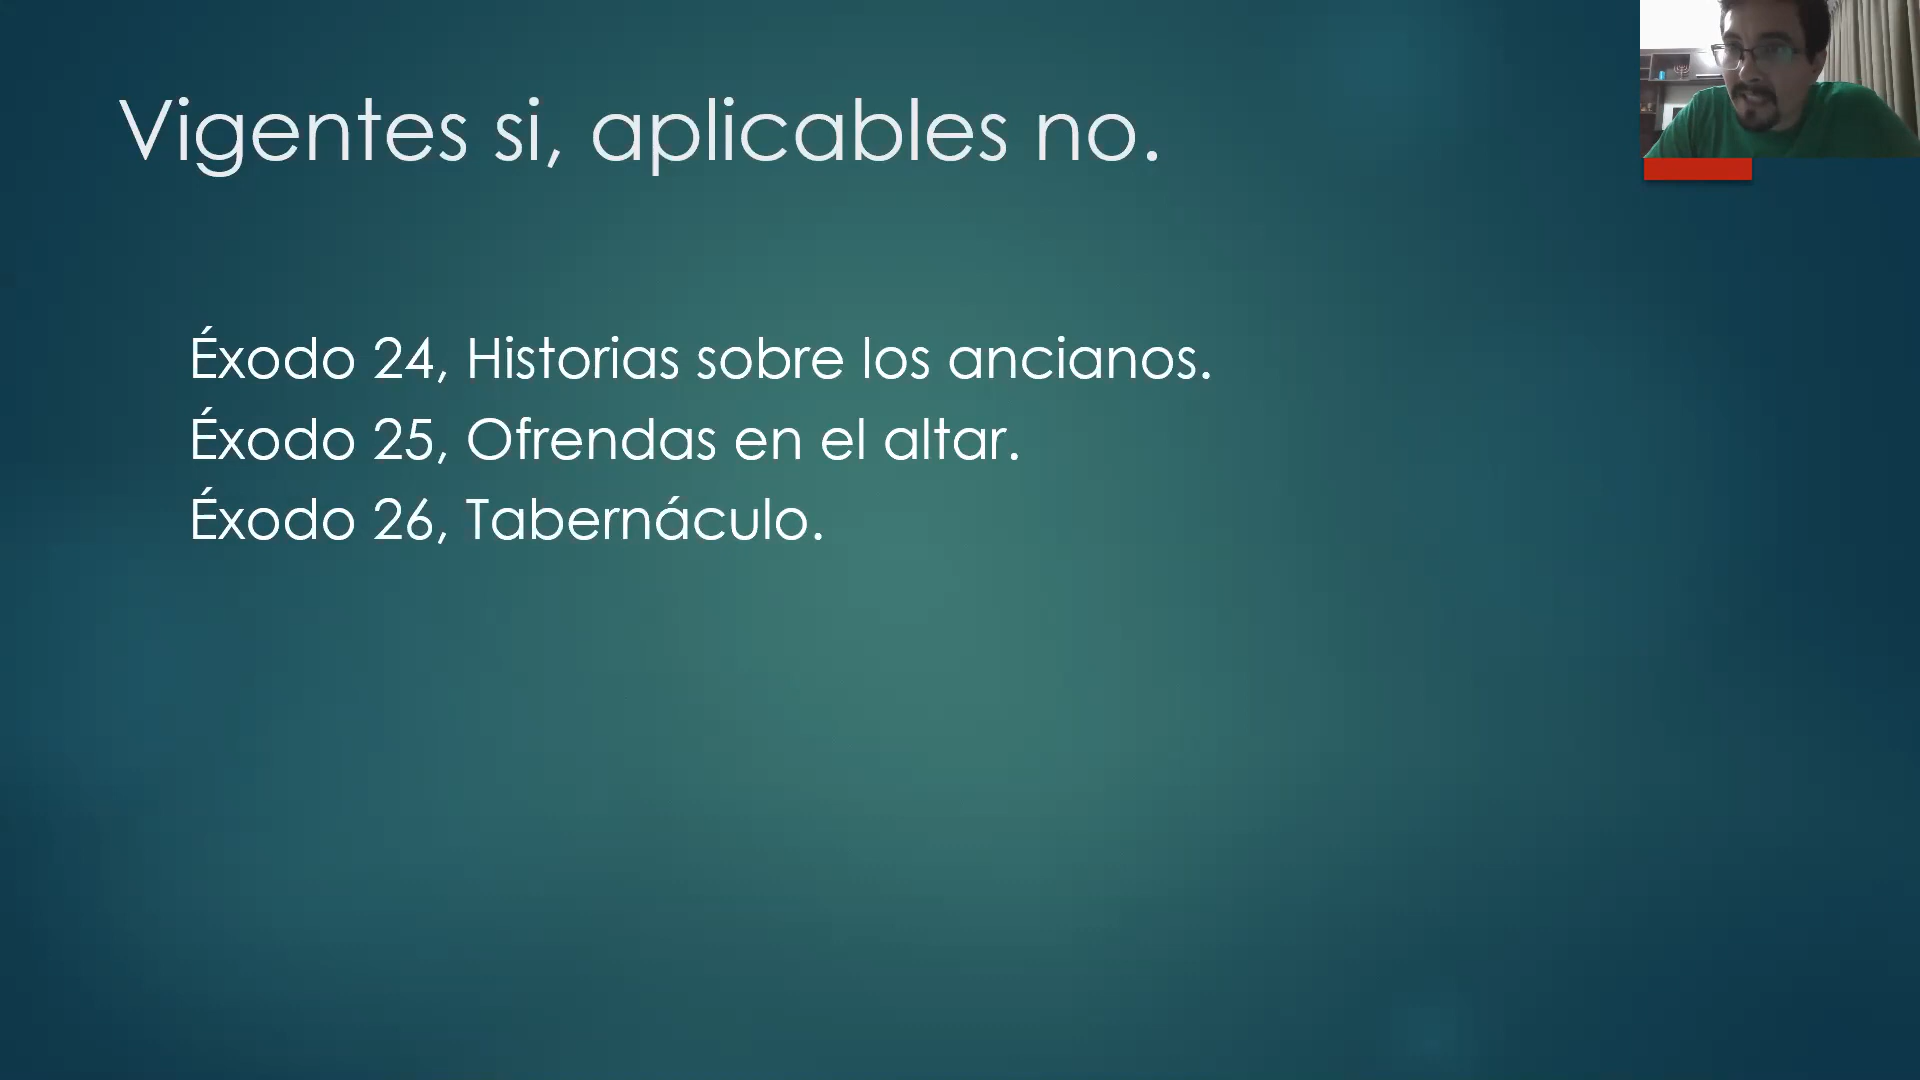 Vigentes si, aplicables no.
Éxodo 24, Historias sobre los ancianos.
Éxodo 25, Ofrendas en el altar.
Éxodo 26, Tabernáculo.